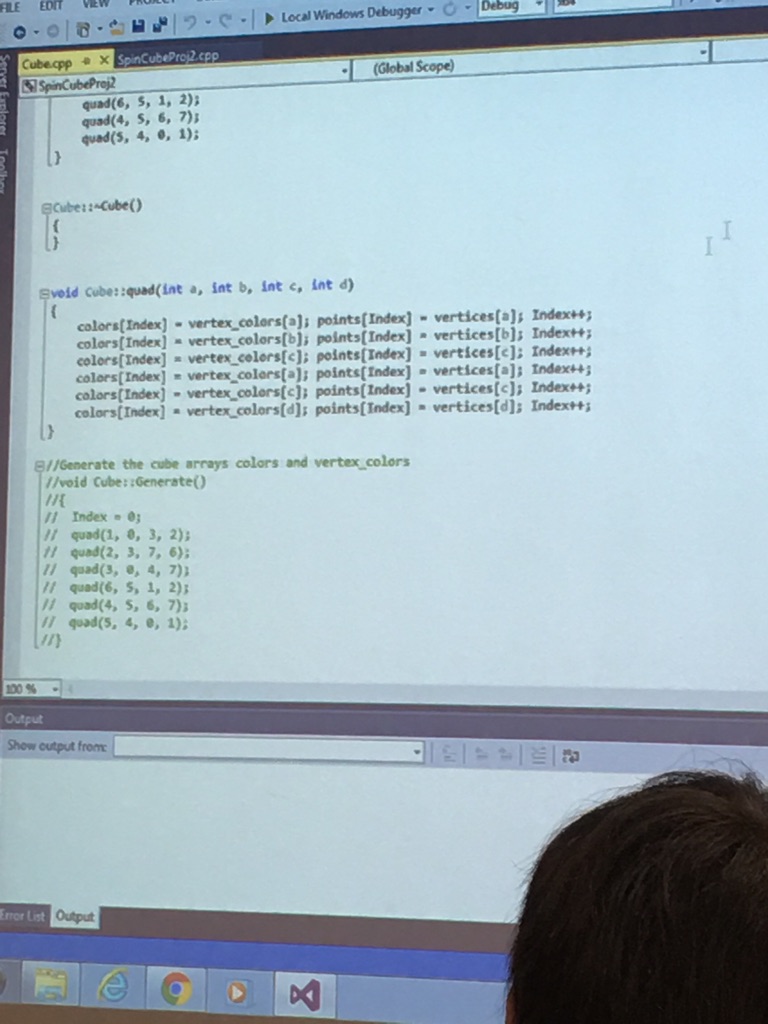 FILE EDIT VIEW
Local Windows Debugger Debug
Cube.cpp SpinCubeProj2.cpp
SpinCubeProj2 (Global Scope)
Server Explorer Toolbox
quad(6, 5, 1, 2);
quad(4, 5, 6, 7);
quad(5, 4, 0, 1);
}
Cube::~Cube()
{
}
void Cube::quad(int a, int b, int c, int d)
{
colors[Index] = vertex_colors[a]; points[Index] = vertices[a]; Index++;
colors[Index] = vertex_colors[b]; points[Index] = vertices[b]; Index++;
colors[Index] = vertex_colors[c]; points[Index] = vertices[c]; Index++;
colors[Index] = vertex_colors[a]; points[Index] = vertices[a]; Index++;
colors[Index] = vertex_colors[c]; points[Index] = vertices[c]; Index++;
colors[Index] = vertex_colors[d]; points[Index] = vertices[d]; Index++;
}
//Generate the cube arrays colors and vertex_colors
//void Cube::Generate()
//{
// Index = 0;
// quad(1, 0, 3, 2);
// quad(2, 3, 7, 6);
// quad(3, 0, 4, 7);
// quad(6, 5, 1, 2);
// quad(4, 5, 6, 7);
// quad(5, 4, 0, 1);
//}
100 %
Output
Show output from:
Error List Output